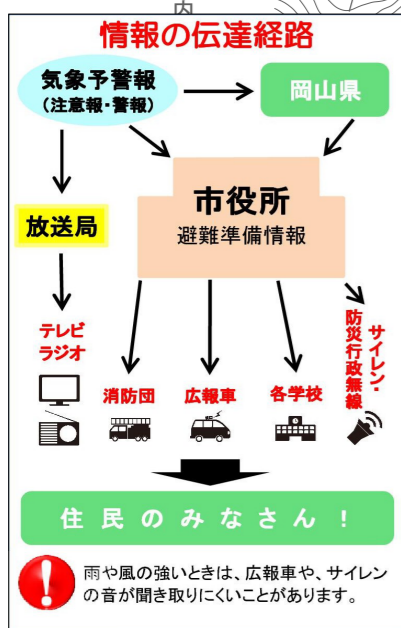 内
情報の伝達経路
気象予警報
(注意報・警報)
岡山県
市役所
避難準備情報
放送局
テレビ
ラジオ
消防団
広報車
各学校
サイレン・
防災行政無線
住民のみなさん!
雨や風の強いときは、広報車や、サイレン
の音が聞き取りにくいことがあります。